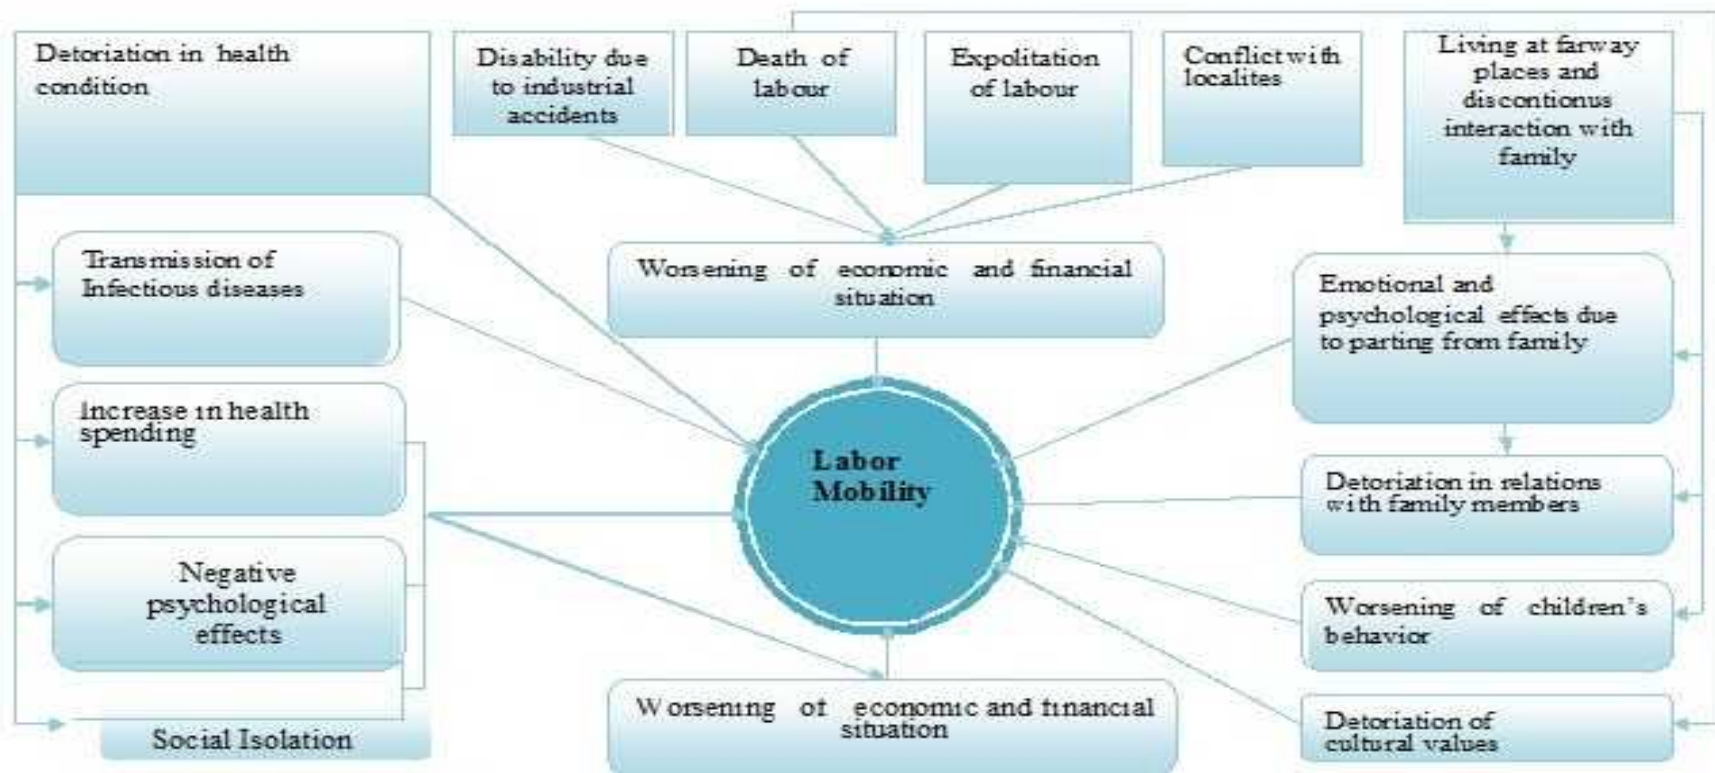 Detoriation in health
condition
Disability due
to industrial
accidents
Death of
labour
Expolitation
of labour
Conflict with
localites
Living at farway
places and
discontionus
interaction with
family
Transmission of
Infectious diseases
Worsening of economic and financial
situation
Emotional and
psychological effects due
to parting from family
Increase in health
spending
Labor
Mobility
Detoriation in relations
with family members
Negative
psychological
effects
Worsening of children's
behavior
Social Isolation
Worsening of economic and financial
situation
Detoriation of
cultural values